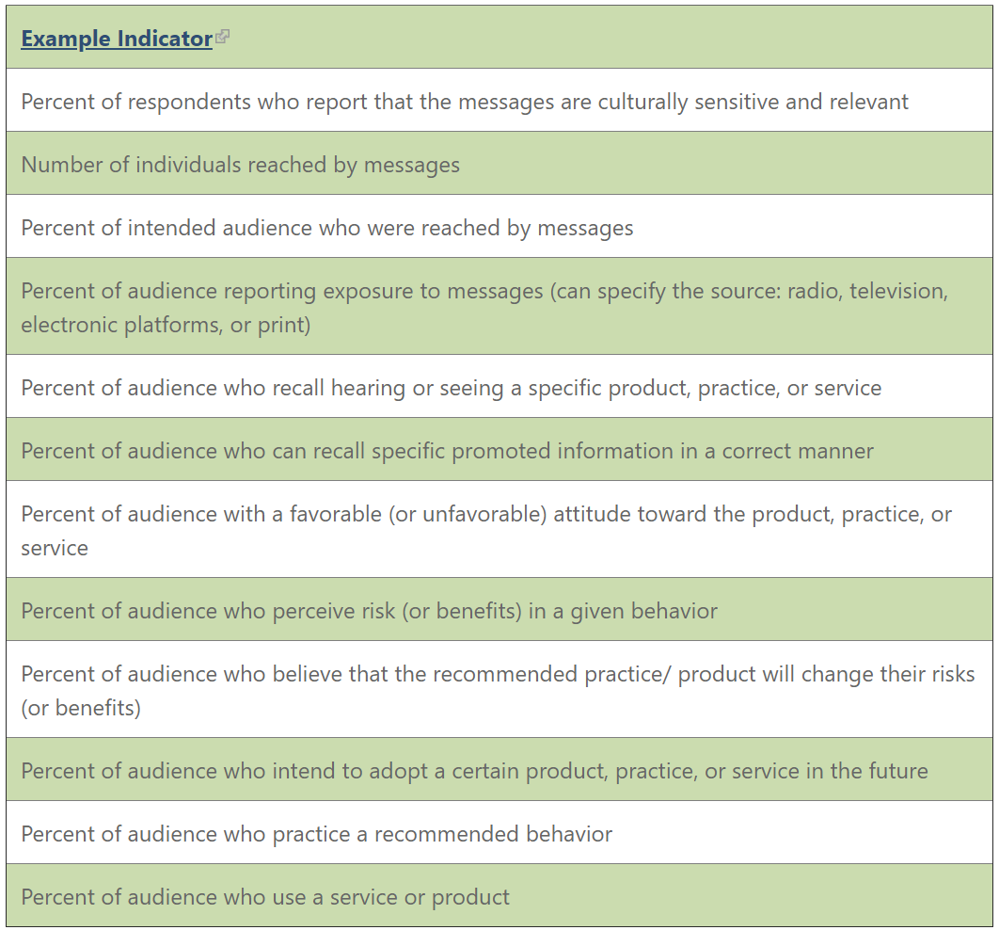 Example Indicator
Percent of respondents who report that the messages are culturally sensitive and relevant
Number of individuals reached by messages
Percent of intended audience who were reached by messages
Percent of audience reporting exposure to messages (can specify the source: radio, television,
electronic platforms, or print)
Percent of audience who recall hearing or seeing a specific product, practice, or service
Percent of audience who can recall specific promoted information in a correct manner
Percent of audience with a favorable (or unfavorable) attitude toward the product, practice, or
service
Percent of audience who perceive risk (or benefits) in a given behavior
Percent of audience who believe that the recommended practice/ product will change their risks
(or benefits)
Percent of audience who intend to adopt a certain product, practice, or service in the future
Percent of audience who practice a recommended behavior
Percent of audience who use a service or product